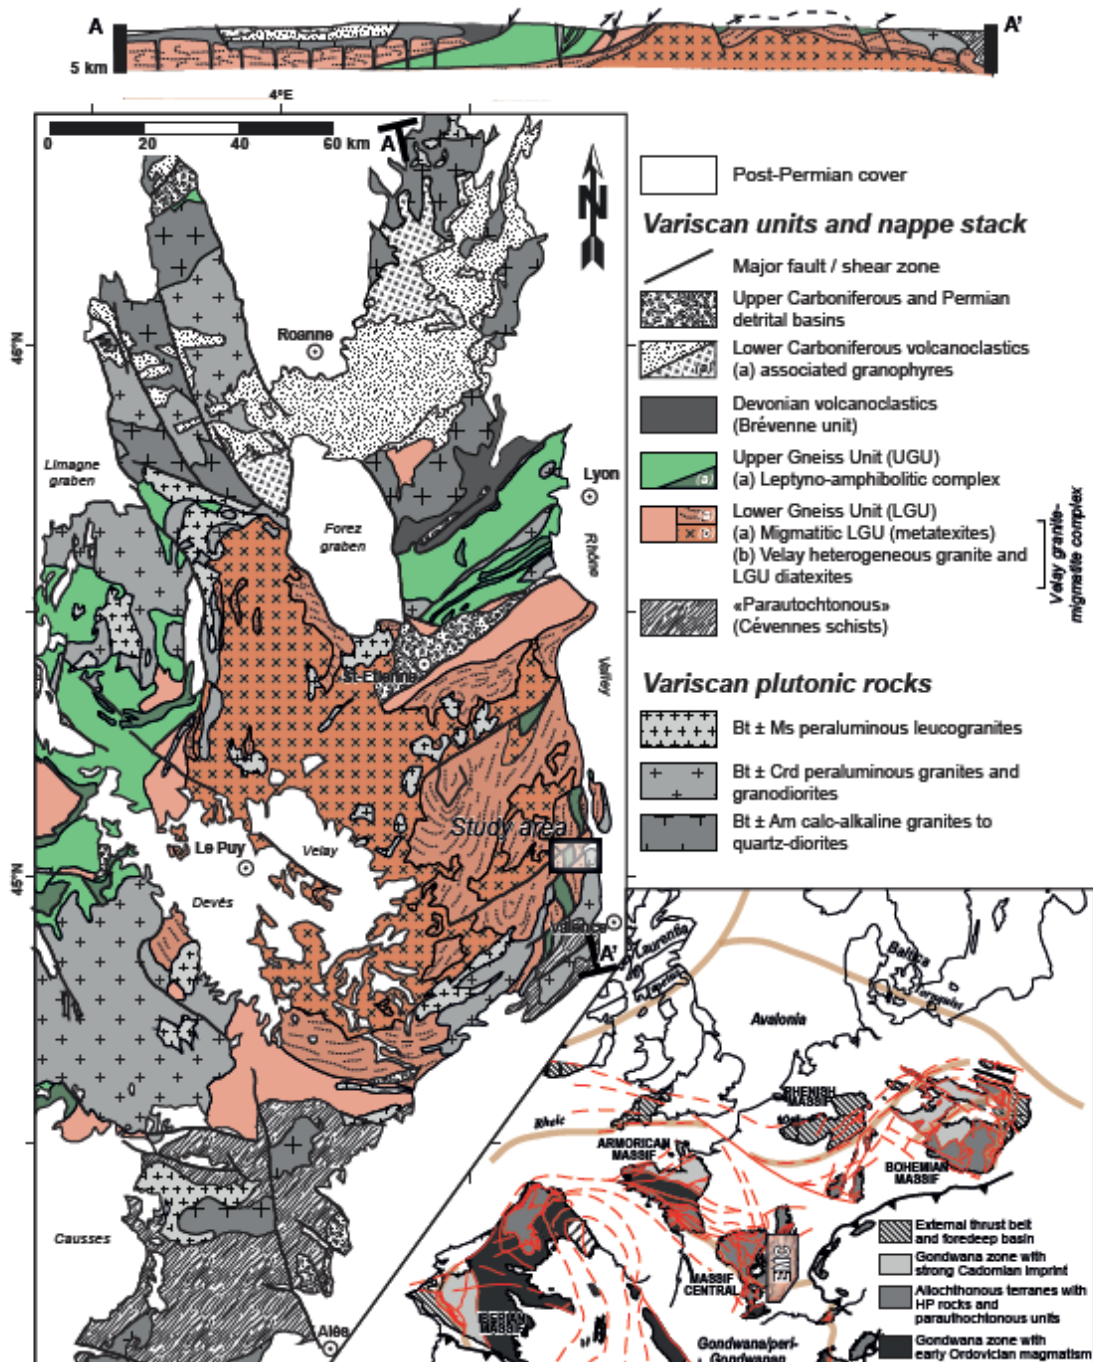 A
A'
5 km
4°E
0 20 40 60 km
A
N
Post-Permian cover
Variscan units and nappe stack
Major fault / shear zone
Upper Carboniferous and Permian
detrital basins
Lower Carboniferous volcanoclastics
(a) associated granophyres
(a)
Devonian volcanoclastics
(Brévenne unit)
Upper Gneiss Unit (UGU)
(a) Leptyno-amphibolitic complex
(a)
Lower Gneiss Unit (LGU)
(a) Migmatitic LGU (metatexites)
(b) Velay heterogeneous granite and
LGU diatexites
(a)
(b)
Velay granite-
migmatite complex
«Parautochtonous»
(Cévennes schists)
Variscan plutonic rocks
Bt ± Ms peraluminous leucogranites
Bt ± Crd peraluminous granites and
granodiorites
Bt ± Am calc-alkaline granites to
quartz-diorites
46°N
Roanne
Limagne
graben
Lyon
Forez
graben
Rhône
Valley
St-Etienne
Study area
Le Puy
Velay
45°N
Devès
Valence
A'
Causses
Alès
Laurentia
Baltica
Avalonia
Rheic
RHENISH
MASSIF
ARMORICAN
MASSIF
BOHEMIAN
MASSIF
EMC
MASSIF
CENTRAL
IBERIAN
MASSIF
Gondwana/peri-
Gondwanan
External thrust belt
and foredeep basin
Gondwana zone with
strong Cadomian imprint
Allochthonous terranes with
HP rocks and
parauthochtonous units
Gondwana zone with
early Ordovician magmatism